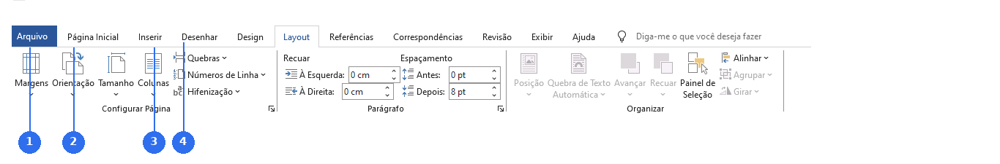 Arquivo Página Inicial Inserir Desenhar Design Layout Referências Correspondências Revisão Exibir Ajuda Diga-me o que você deseja fazer
Margens Orientação Tamanho Colunas
Quebras
Números de Linha
Hifenização
Configurar Página
Recuar Espaçamento
À Esquerda: 0 cm Antes: 0 pt
À Direita: 0 cm Depois: 8 pt
Parágrafo
Posição Quebra de Texto Automática Avançar Recuar Painel de Seleção
Alinhar
Agrupar
Girar
Organizar
1 2 3 4